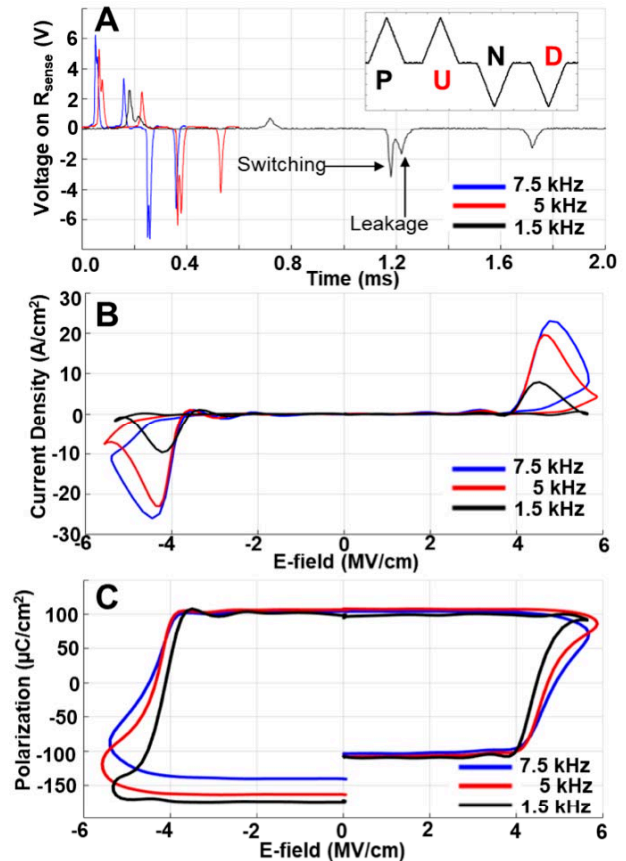 A
Voltage on Rsense (V)
6
4
2
0
-2
-4
-6
P U N D
Switching
Leakage
7.5 kHz
5 kHz
1.5 kHz
0.0 0.4 0.8 1.2 1.6 2.0
Time (ms)
B
Current Density (A/cm²)
30
20
10
0
-10
-20
-30
7.5 kHz
5 kHz
1.5 kHz
-6 -4 -2 0 2 4 6
E-field (MV/cm)
C
Polarization (µC/cm²)
100
50
0
-50
-100
-150
7.5 kHz
5 kHz
1.5 kHz
-6 -4 -2 0 2 4 6
E-field (MV/cm)